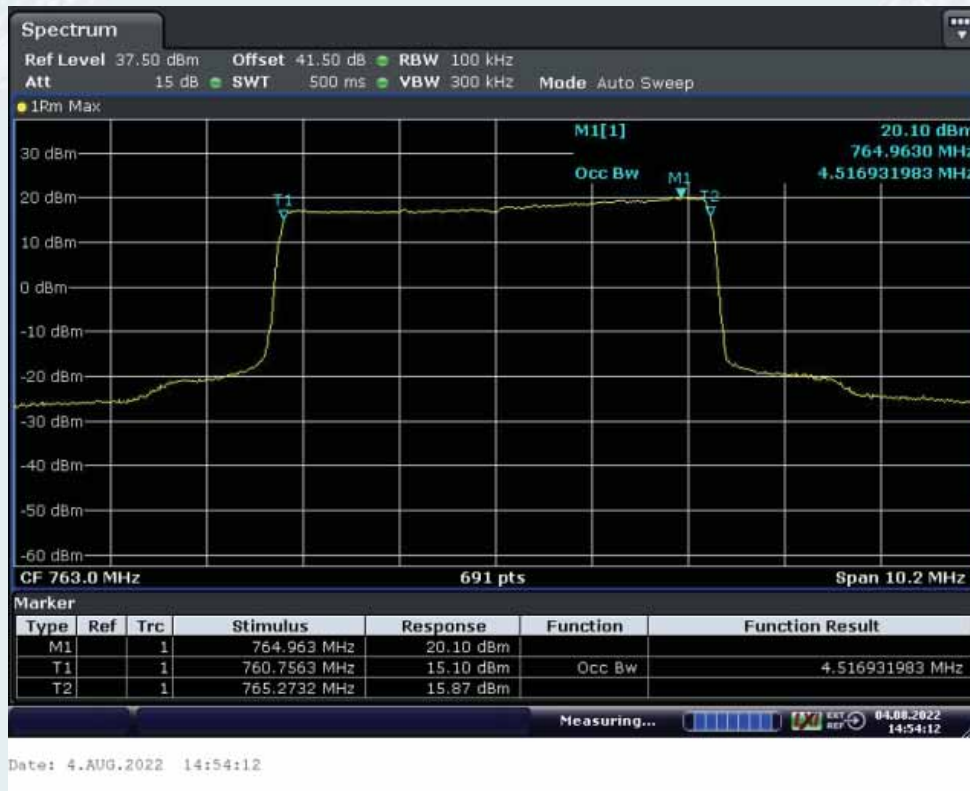 Spectrum
Ref Level 37.50 dBm Offset 41.50 dB RBW 100 kHz
Att 15 dB SWT 500 ms VBW 300 kHz Mode Auto Sweep
1Rm Max
M1[1] 20.10 dBm
764.9630 MHz
Occ Bw 4.516931983 MHz
M1
T1
T2
30 dBm
20 dBm
10 dBm
0 dBm
-10 dBm
-20 dBm
-30 dBm
-40 dBm
-50 dBm
-60 dBm
CF 763.0 MHz 691 pts Span 10.2 MHz
Marker
Type Ref Trc Stimulus Response Function Function Result
M1 1 764.963 MHz 20.10 dBm
T1 1 760.7563 MHz 15.10 dBm Occ Bw 4.516931983 MHz
T2 1 765.2732 MHz 15.87 dBm
Measuring... LXI EXT REF 04.08.2022
14:54:12
Date: 4.AUG.2022 14:54:12